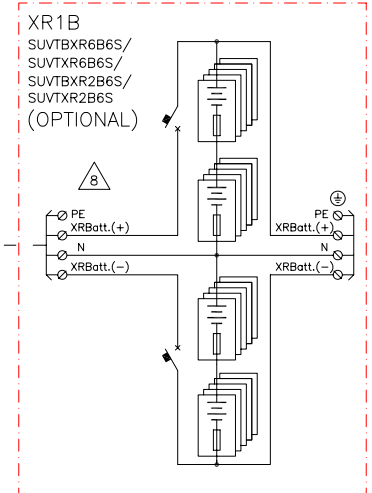 XR1B
SUVTBXR6B6S/
SUVTXR6B6S/
SUVTBXR2B6S/
SUVTXR2B6S
(OPTIONAL)
8
PE
XRBatt.(+)
N
XRBatt.(-)
PE
XRBatt.(+)
N
XRBatt.(-)